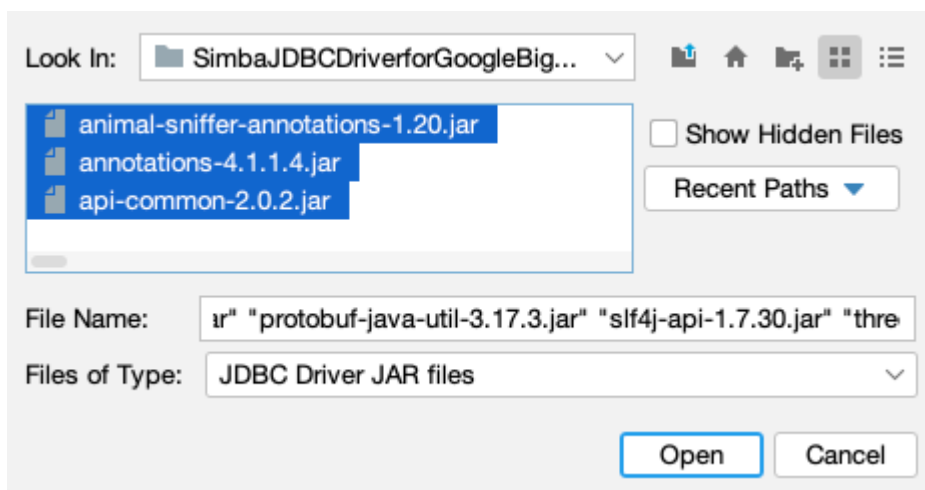 Look In: SimbaJDBCDriverforGoogleBig...
animal-sniffer-annotations-1.20.jar
annotations-4.1.1.4.jar
api-common-2.0.2.jar
Show Hidden Files
Recent Paths
File Name: ar" "protobuf-java-util-3.17.3.jar" "slf4j-api-1.7.30.jar" "thre
Files of Type: JDBC Driver JAR files
Open Cancel